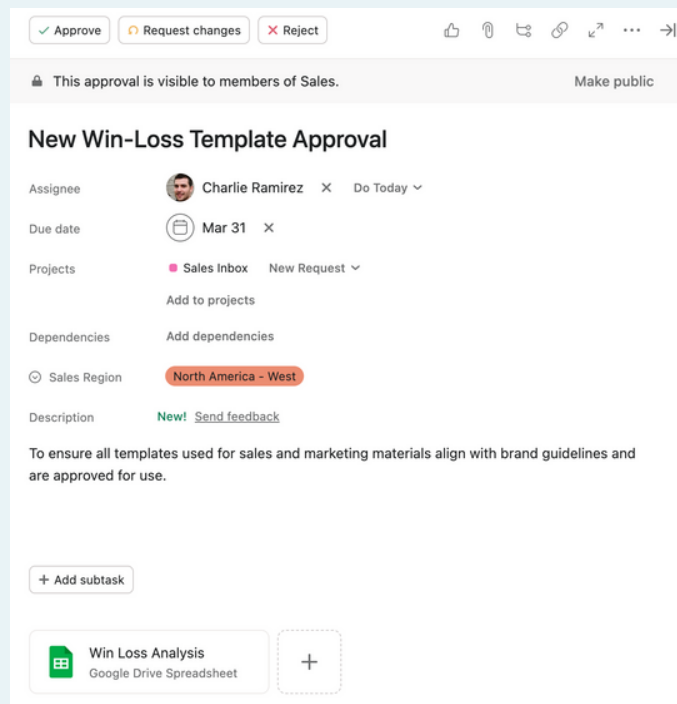 Approve Request changes Reject
This approval is visible to members of Sales. Make public
New Win-Loss Template Approval
Assignee Charlie Ramirez Do Today
Due date Mar 31
Projects Sales Inbox New Request
Add to projects
Dependencies Add dependencies
Sales Region North America - West
Description New! Send feedback
To ensure all templates used for sales and marketing materials align with brand guidelines and
are approved for use.
+ Add subtask
Win Loss Analysis
Google Drive Spreadsheet